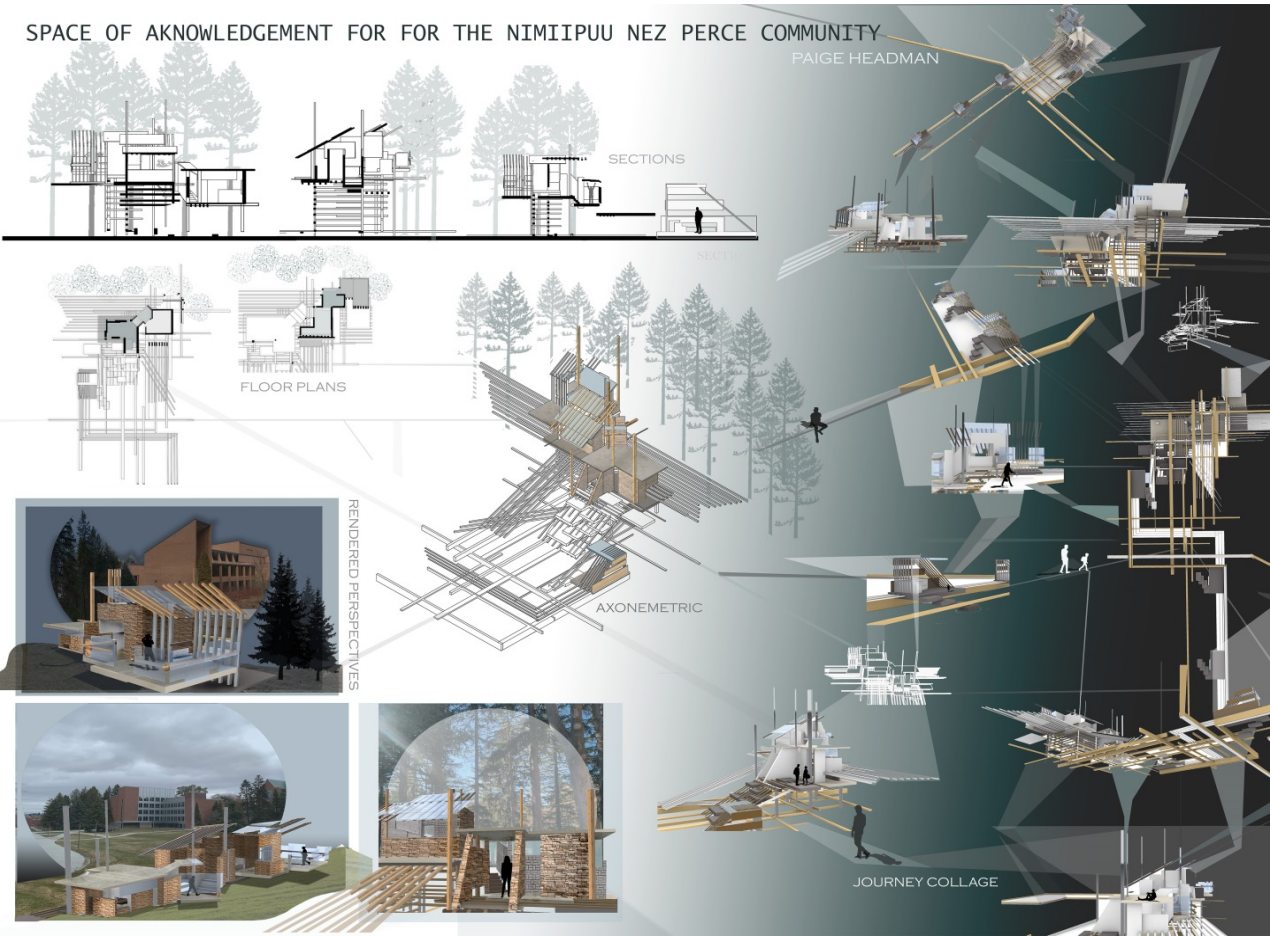 SPACE OF AKNOWLEDGEMENT FOR FOR THE NIMIIPUU NEZ PERCE COMMUNITY
PAIGE HEADMAN
SECTIONS
SECTI
FLOOR PLANS
RENDERED PERSPECTIVES
AXONEMETRIC
JOURNEY COLLAGE